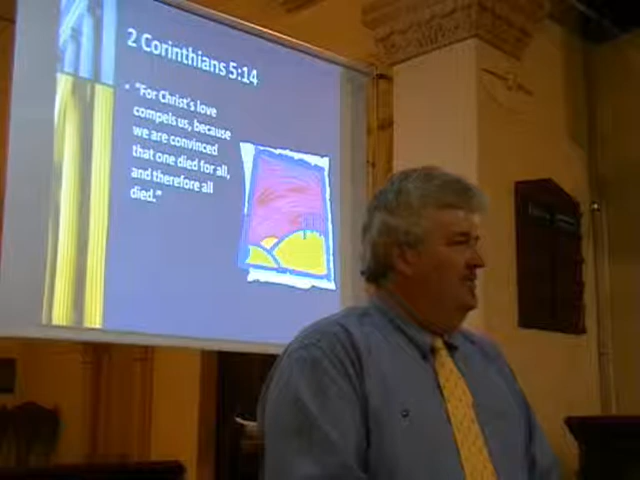 2 Corinthians 5:14
• "For Christ's love
compels us, because
we are convinced
that one died for all,
and therefore all
died."